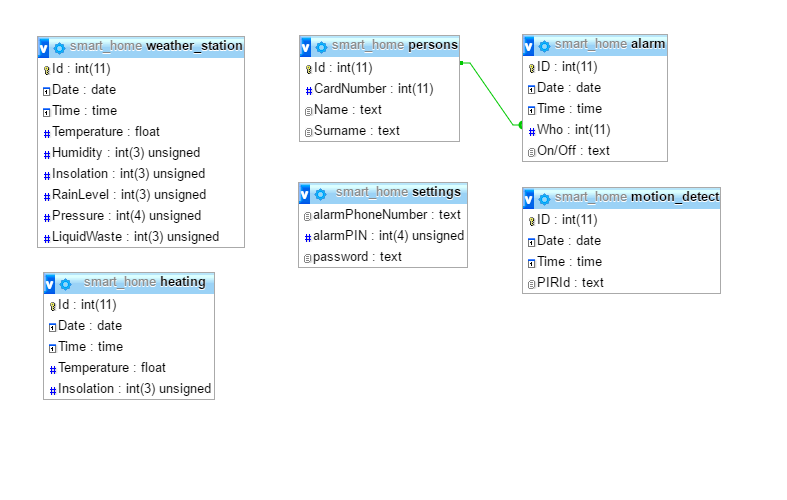 smart_home weather_station
Id : int(11)
Date : date
Time : time
Temperature : float
Humidity : int(3) unsigned
Insolation : int(3) unsigned
RainLevel : int(3) unsigned
Pressure : int(4) unsigned
LiquidWaste : int(3) unsigned
smart_home heating
Id : int(11)
Date : date
Time : time
Temperature : float
Insolation : int(3) unsigned
smart_home persons
Id : int(11)
CardNumber : int(11)
Name : text
Surname : text
smart_home settings
alarmPhoneNumber : text
alarmPIN : int(4) unsigned
password : text
smart_home alarm
ID : int(11)
Date : date
Time : time
Who : int(11)
On/Off : text
smart_home motion_detect
ID : int(11)
Date : date
Time : time
PIRId : text